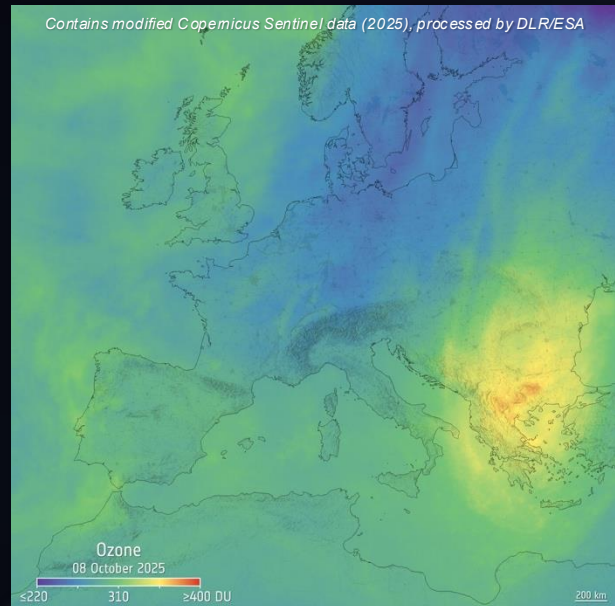 Contains modified Copernicus Sentinel data (2025), processed by DLR/ESA
Ozone
08 October 2025
≤220 310 ≥400 DU
200 km